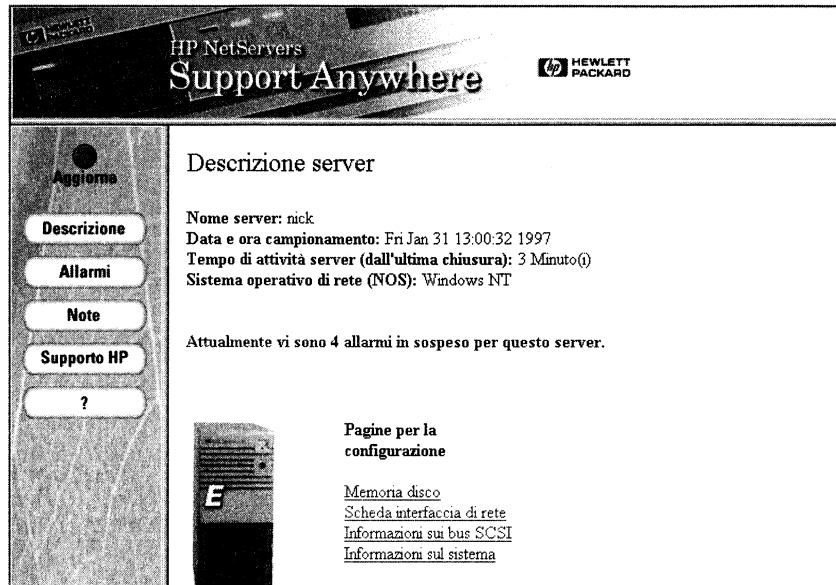 HEWLETT
PACKARD
HP NetServers
Support Anywhere
hp HEWLETT
PACKARD
Aggiorna
Descrizione
Allarmi
Note
Supporto HP
?
Descrizione server
Nome server: nick
Data e ora campionamento: Fri Jan 31 13:00:32 1997
Tempo di attività server (dall'ultima chiusura): 3 Minuto(i)
Sistema operativo di rete (NOS): Windows NT
Attualmente vi sono 4 allarmi in sospeso per questo server.
E
Pagine per la
configurazione
Memoria disco
Scheda interfaccia di rete
Informazioni sui bus SCSI
Informazioni sul sistema